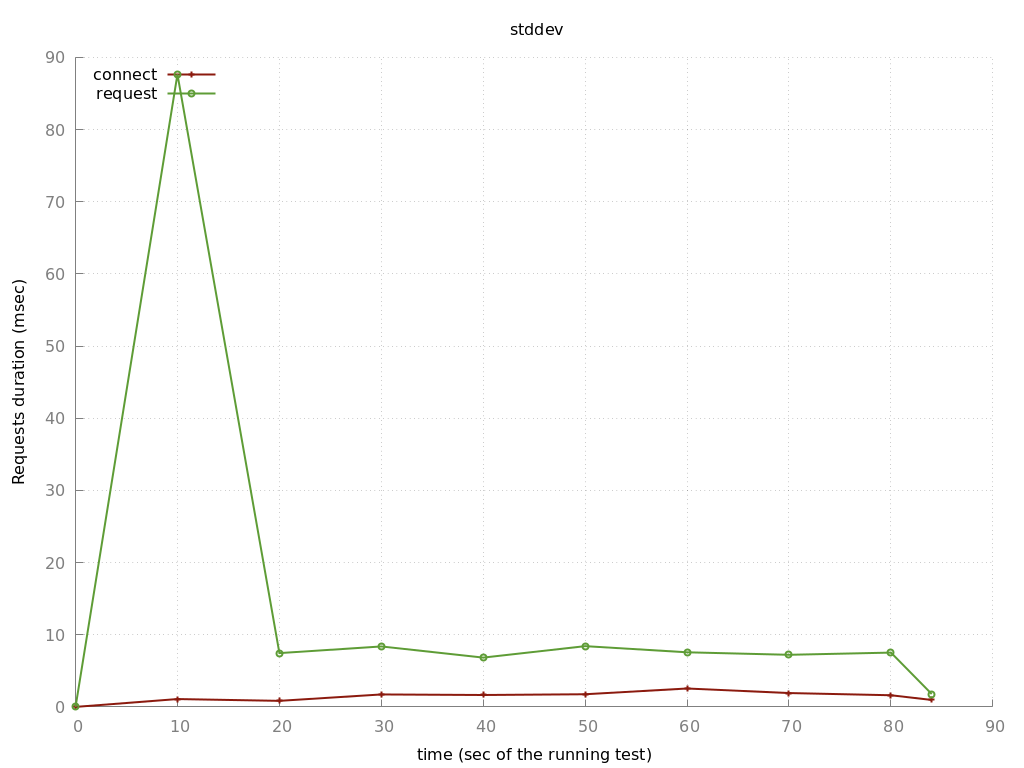 stddev
connect
request
90
80
70
60
50
40
30
20
10
0
Requests duration (msec)
0 10 20 30 40 50 60 70 80 90
time (sec of the running test)